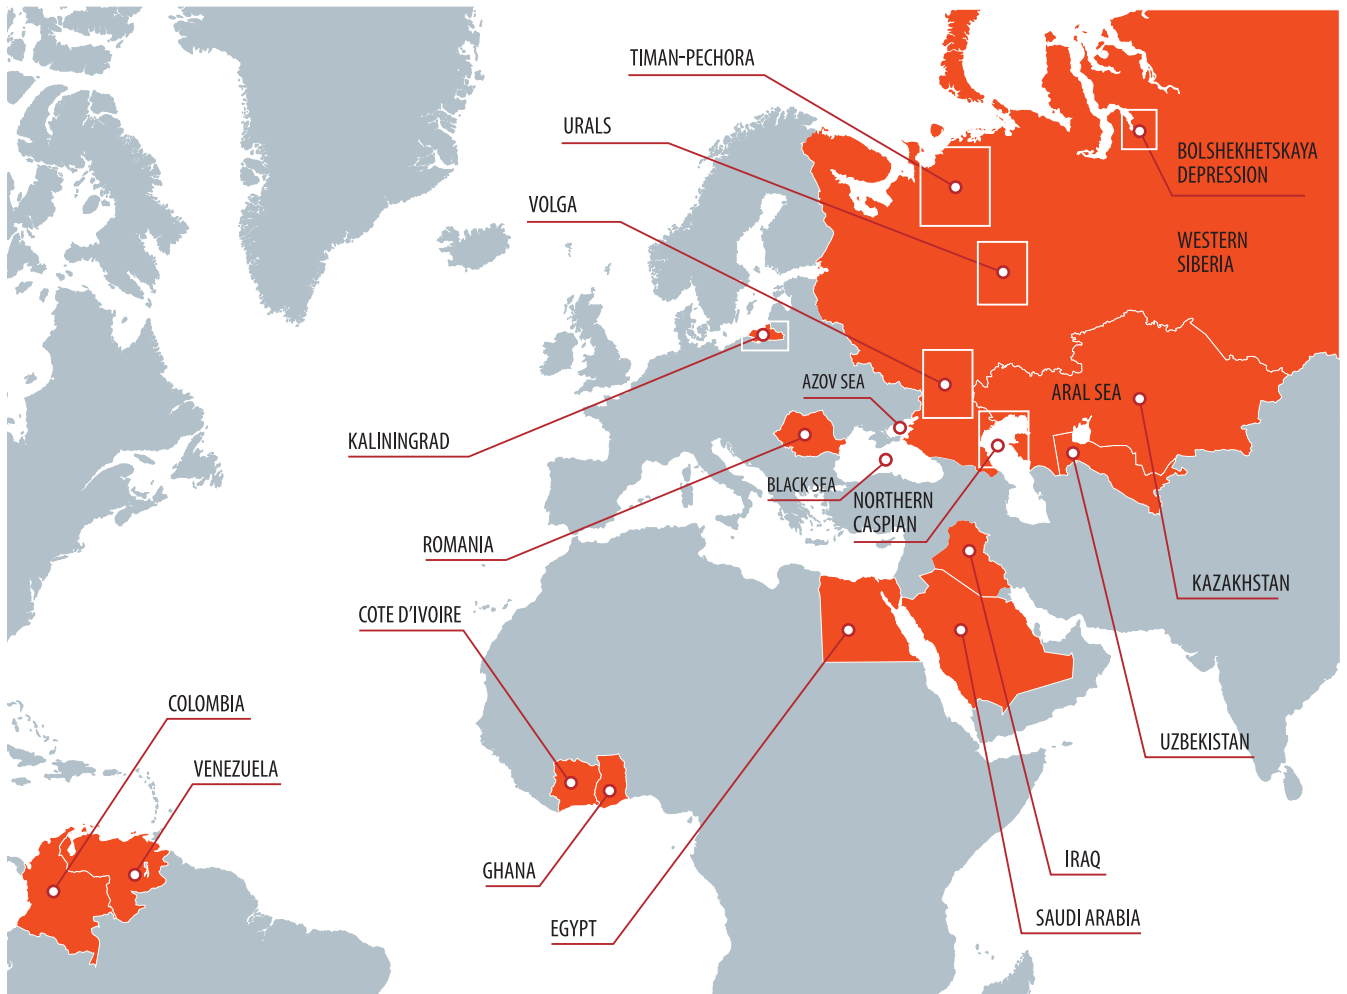 TIMAN-PECHORA
URALS
BOLSHEKHETSKAYA
DEPRESSION
VOLGA
WESTERN
SIBERIA
AZOV SEA
ARAL SEA
KALININGRAD
BLACK SEA
NORTHERN
CASPIAN
ROMANIA
KAZAKHSTAN
COTE D'IVOIRE
COLOMBIA
UZBEKISTAN
VENEZUELA
IRAQ
GHANA
SAUDI ARABIA
EGYPT